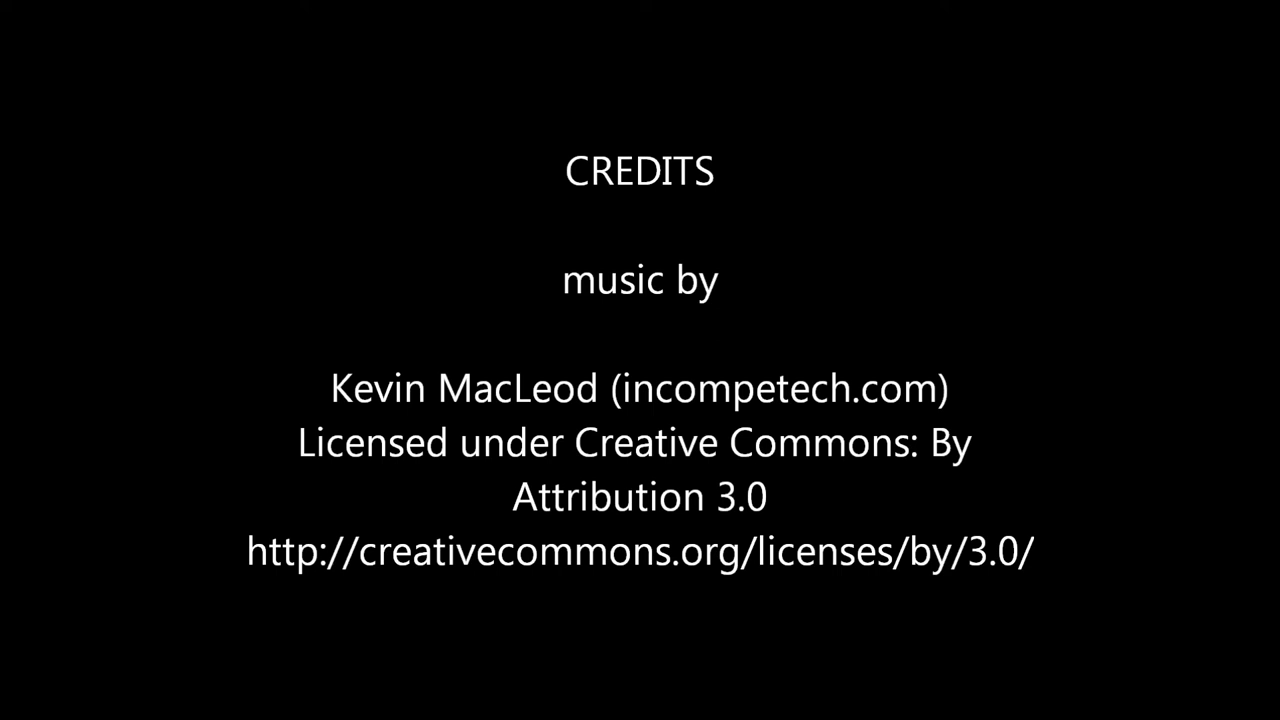 CREDITS
music by
Kevin MacLeod (incompetech.com)
Licensed under Creative Commons: By
Attribution 3.0
http://creativecommons.org/licenses/by/3.0/